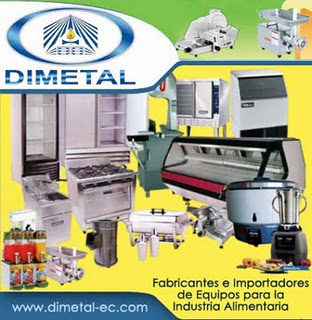 DIMETAL
Fabricantes e Importadores
de Equipos para la
Industria Alimentaria
www.dimetal-ec.com